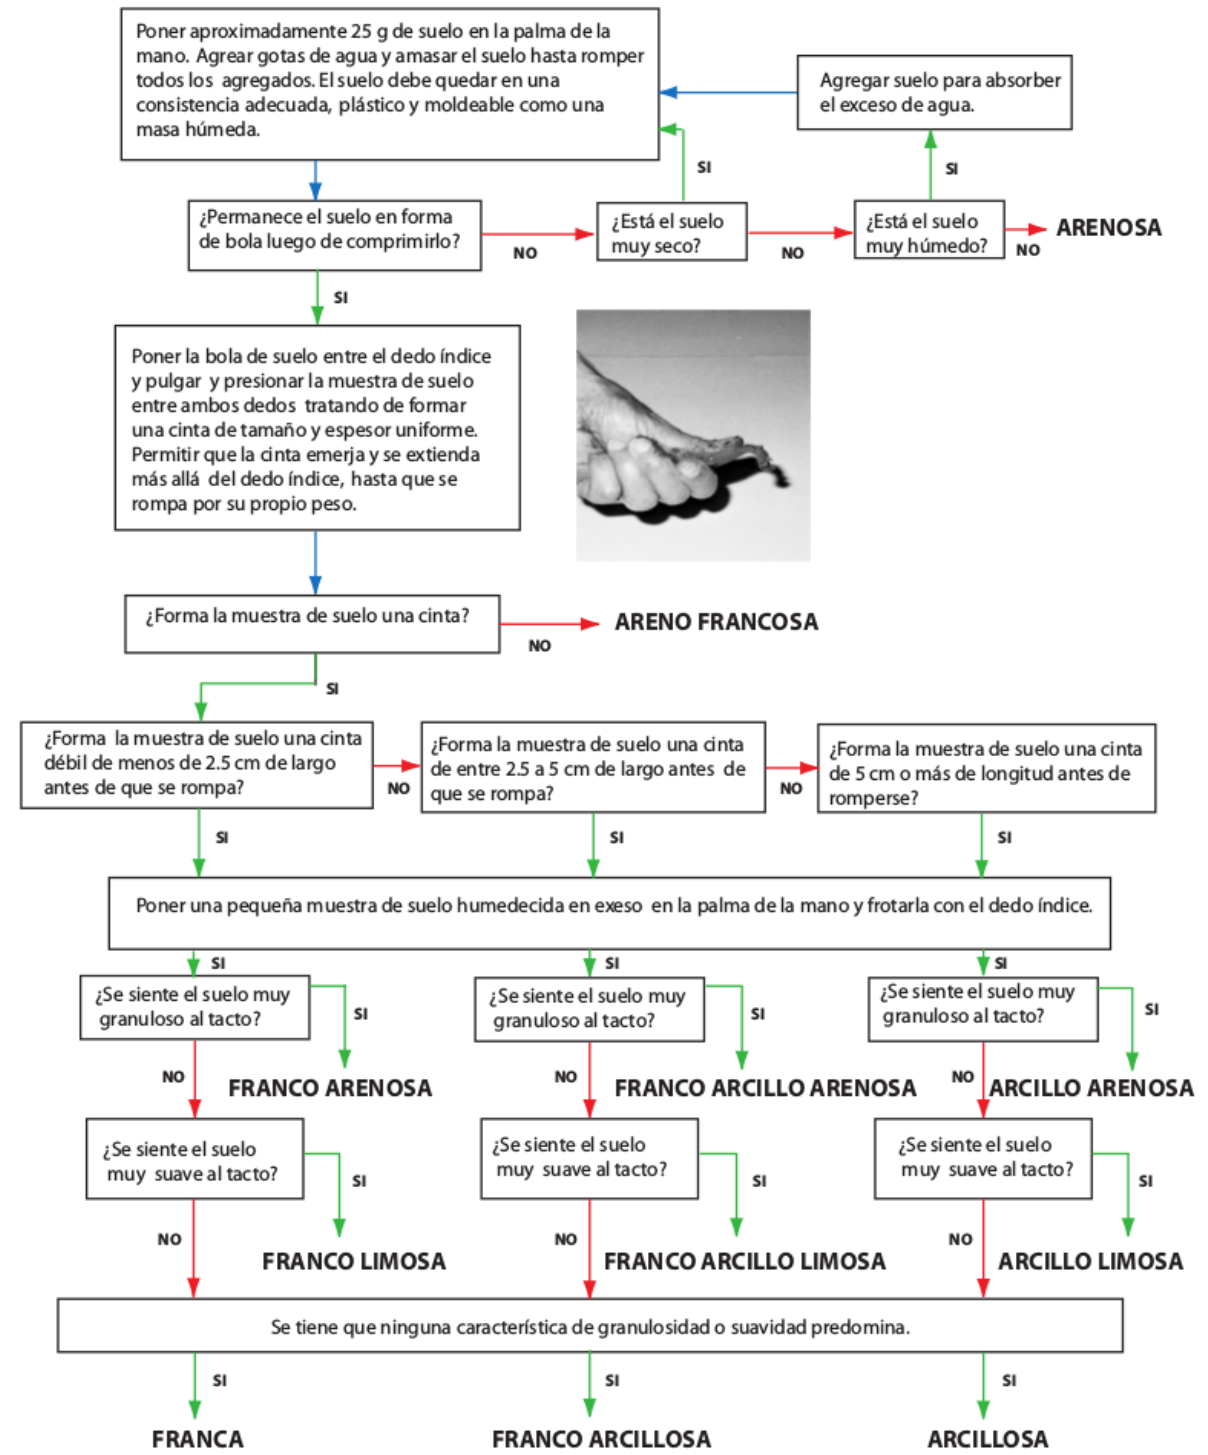 Poner aproximadamente 25 g de suelo en la palma de la
mano. Agrear gotas de agua y amasar el suelo hasta romper
todos los agregados. El suelo debe quedar en una
consistencia adecuada, plástico y moldeable como una
masa húmeda.
Agregar suelo para absorber
el exceso de agua.
SI
SI
¿Permanece el suelo en forma
de bola luego de comprimirlo?
NO
¿Está el suelo
muy seco?
NO
¿Está el suelo
muy húmedo?
NO
ARENOSA
SI
Poner la bola de suelo entre el dedo índice
y pulgar y presionar la muestra de suelo
entre ambos dedos tratando de formar
una cinta de tamaño y espesor uniforme.
Permitir que la cinta emerja y se extienda
más allá del dedo índice, hasta que se
rompa por su propio peso.
¿Forma la muestra de suelo una cinta?
NO
ARENO FRANCOSA
SI
¿Forma la muestra de suelo una cinta
débil de menos de 2.5 cm de largo
antes de que se rompa?
NO
¿Forma la muestra de suelo una cinta
de entre 2.5 a 5 cm de largo antes de
que se rompa?
NO
¿Forma la muestra de suelo una cinta
de 5 cm o más de longitud antes de
romperse?
SI
SI
SI
Poner una pequeña muestra de suelo humedecida en exeso en la palma de la mano y frotarla con el dedo índice.
SI
SI
SI
¿Se siente el suelo muy
granuloso al tacto?
SI
¿Se siente el suelo muy
granuloso al tacto?
SI
¿Se siente el suelo muy
granuloso al tacto?
SI
NO
FRANCO ARENOSA
NO
FRANCO ARCILLO ARENOSA
NO
ARCILLO ARENOSA
¿Se siente el suelo
muy suave al tacto?
SI
¿Se siente el suelo
muy suave al tacto?
SI
¿Se siente el suelo
muy suave al tacto?
SI
NO
FRANCO LIMOSA
NO
FRANCO ARCILLO LIMOSA
NO
ARCILLO LIMOSA
Se tiene que ninguna característica de granulosidad o suavidad predomina.
SI
SI
SI
FRANCA
FRANCO ARCILLOSA
ARCILLOSA